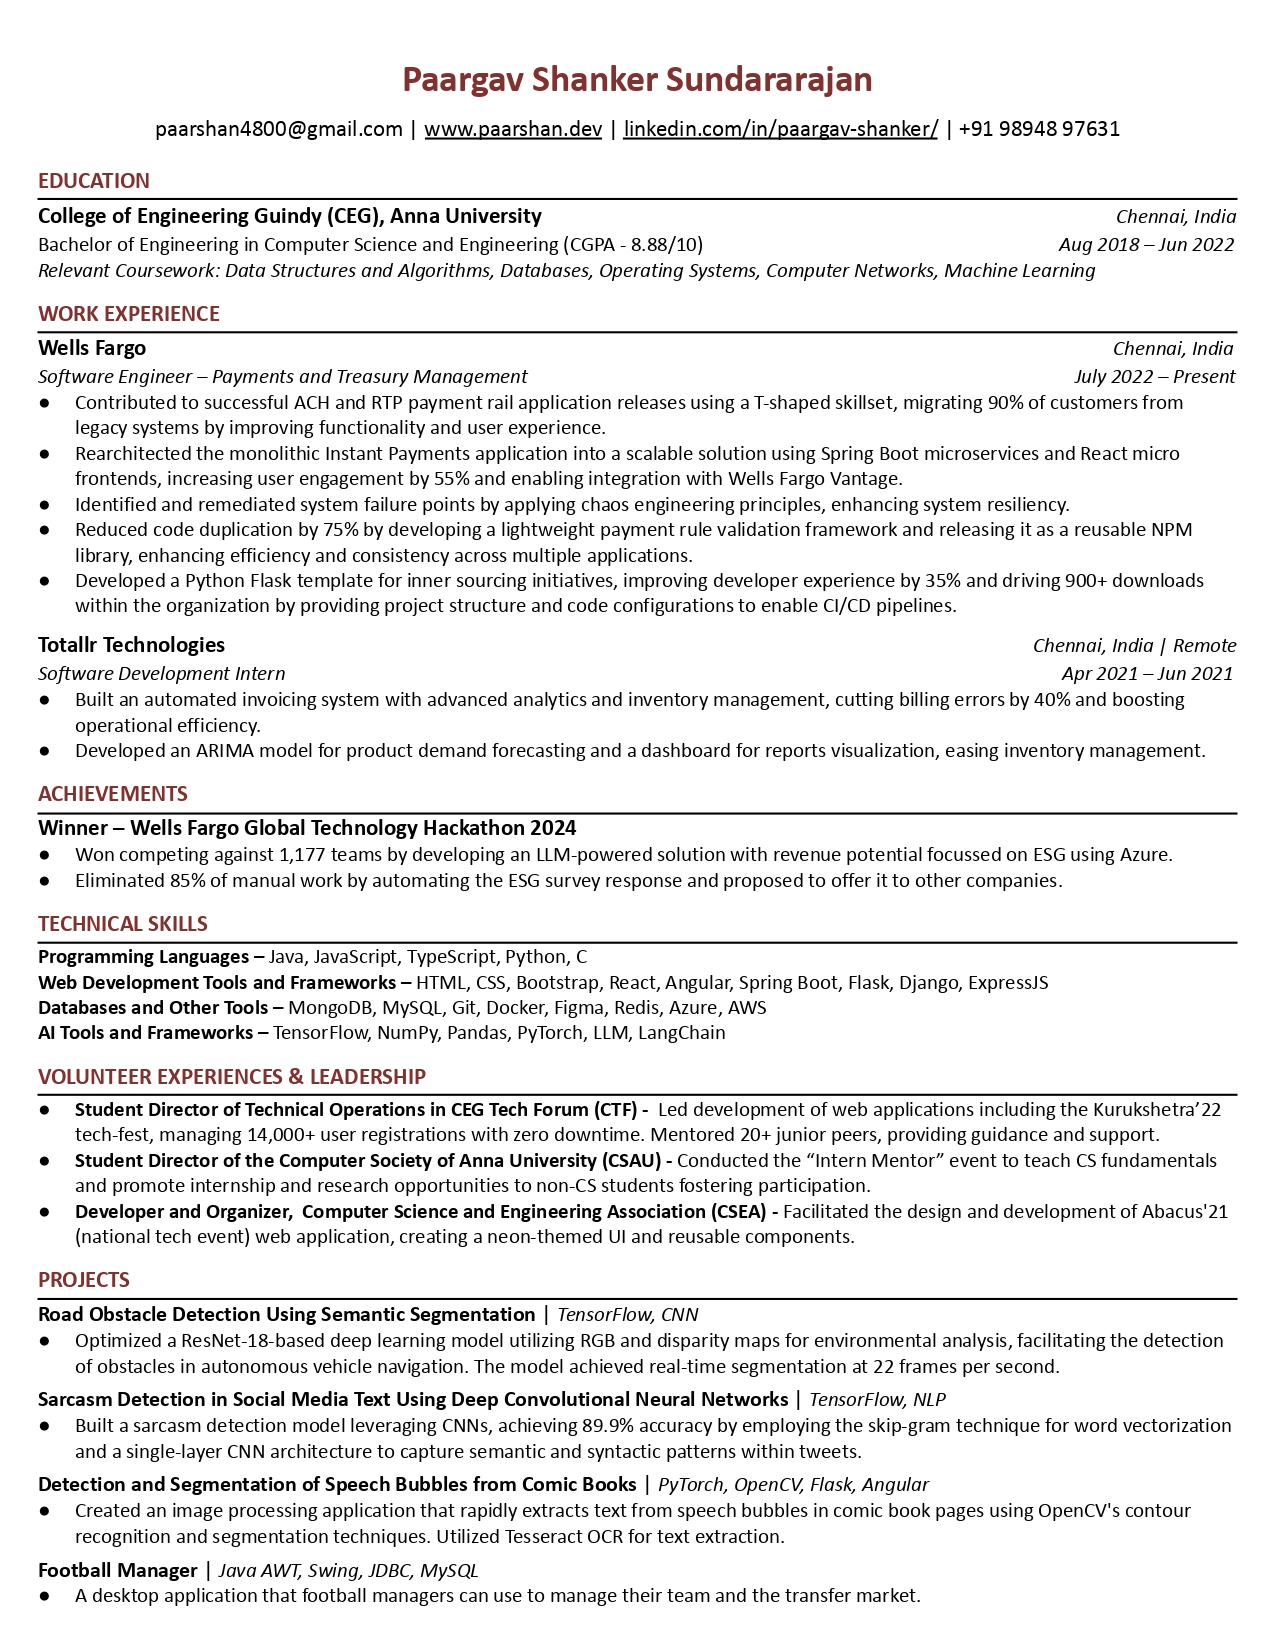 Paargav Shanker Sundararajan
paarshan4800@gmail.com | www.paarshan.dev | linkedin.com/in/paargav-shanker/ | +91 98948 97631
EDUCATION
College of Engineering Guindy (CEG), Anna University Chennai, India
Bachelor of Engineering in Computer Science and Engineering (CGPA - 8.88/10) Aug 2018 – Jun 2022
Relevant Coursework: Data Structures and Algorithms, Databases, Operating Systems, Computer Networks, Machine Learning
WORK EXPERIENCE
Wells Fargo Chennai, India
Software Engineer – Payments and Treasury Management July 2022 – Present
● Contributed to successful ACH and RTP payment rail application releases using a T-shaped skillset, migrating 90% of customers from
legacy systems by improving functionality and user experience.
● Rearchitected the monolithic Instant Payments application into a scalable solution using Spring Boot microservices and React micro
frontends, increasing user engagement by 55% and enabling integration with Wells Fargo Vantage.
● Identified and remediated system failure points by applying chaos engineering principles, enhancing system resiliency.
● Reduced code duplication by 75% by developing a lightweight payment rule validation framework and releasing it as a reusable NPM
library, enhancing efficiency and consistency across multiple applications.
● Developed a Python Flask template for inner sourcing initiatives, improving developer experience by 35% and driving 900+ downloads
within the organization by providing project structure and code configurations to enable CI/CD pipelines.
Totallr Technologies Chennai, India | Remote
Software Development Intern Apr 2021 – Jun 2021
● Built an automated invoicing system with advanced analytics and inventory management, cutting billing errors by 40% and boosting
operational efficiency.
● Developed an ARIMA model for product demand forecasting and a dashboard for reports visualization, easing inventory management.
ACHIEVEMENTS
Winner – Wells Fargo Global Technology Hackathon 2024
● Won competing against 1,177 teams by developing an LLM-powered solution with revenue potential focussed on ESG using Azure.
● Eliminated 85% of manual work by automating the ESG survey response and proposed to offer it to other companies.
TECHNICAL SKILLS
Programming Languages – Java, JavaScript, TypeScript, Python, C
Web Development Tools and Frameworks – HTML, CSS, Bootstrap, React, Angular, Spring Boot, Flask, Django, ExpressJS
Databases and Other Tools – MongoDB, MySQL, Git, Docker, Figma, Redis, Azure, AWS
AI Tools and Frameworks – TensorFlow, NumPy, Pandas, PyTorch, LLM, LangChain
VOLUNTEER EXPERIENCES & LEADERSHIP
● Student Director of Technical Operations in CEG Tech Forum (CTF) - Led development of web applications including the Kurukshetra’22
tech-fest, managing 14,000+ user registrations with zero downtime. Mentored 20+ junior peers, providing guidance and support.
● Student Director of the Computer Society of Anna University (CSAU) - Conducted the “Intern Mentor” event to teach CS fundamentals
and promote internship and research opportunities to non-CS students fostering participation.
● Developer and Organizer, Computer Science and Engineering Association (CSEA) - Facilitated the design and development of Abacus'21
(national tech event) web application, creating a neon-themed UI and reusable components.
PROJECTS
Road Obstacle Detection Using Semantic Segmentation | TensorFlow, CNN
● Optimized a ResNet-18-based deep learning model utilizing RGB and disparity maps for environmental analysis, facilitating the detection
of obstacles in autonomous vehicle navigation. The model achieved real-time segmentation at 22 frames per second.
Sarcasm Detection in Social Media Text Using Deep Convolutional Neural Networks | TensorFlow, NLP
● Built a sarcasm detection model leveraging CNNs, achieving 89.9% accuracy by employing the skip-gram technique for word vectorization
and a single-layer CNN architecture to capture semantic and syntactic patterns within tweets.
Detection and Segmentation of Speech Bubbles from Comic Books | PyTorch, OpenCV, Flask, Angular
● Created an image processing application that rapidly extracts text from speech bubbles in comic book pages using OpenCV's contour
recognition and segmentation techniques. Utilized Tesseract OCR for text extraction.
Football Manager | Java AWT, Swing, JDBC, MySQL
● A desktop application that football managers can use to manage their team and the transfer market.